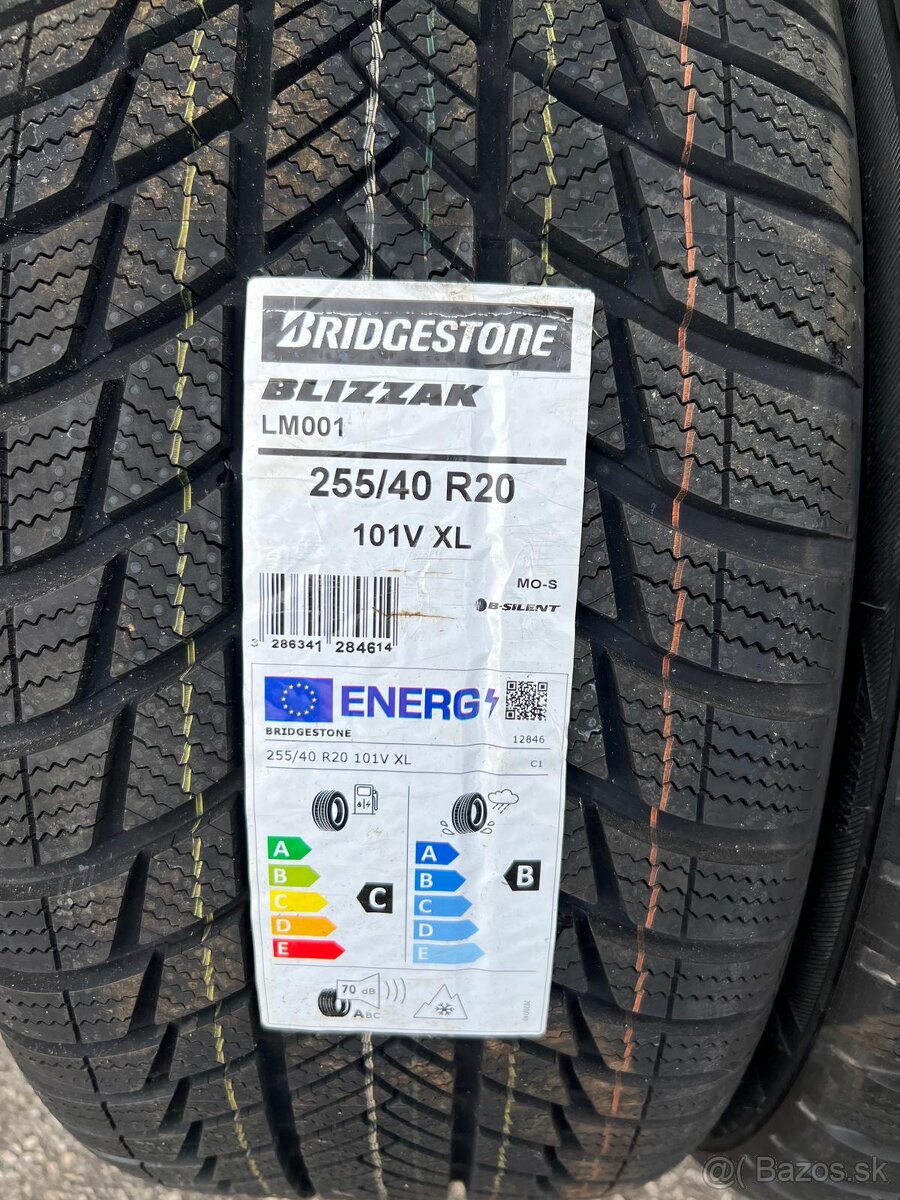 BRIDGESTONE
BLIZZAK
LM001
255/40 R20
101V XL
MO-S
B-SILENT
3 286341 284614
ENERG
BRIDGESTONE
12846
255/40 R20 101V XL
C1
A
B
C
D
E
C
A
B
C
D
E
B
70 dB
ABC
@( Bazos.sk